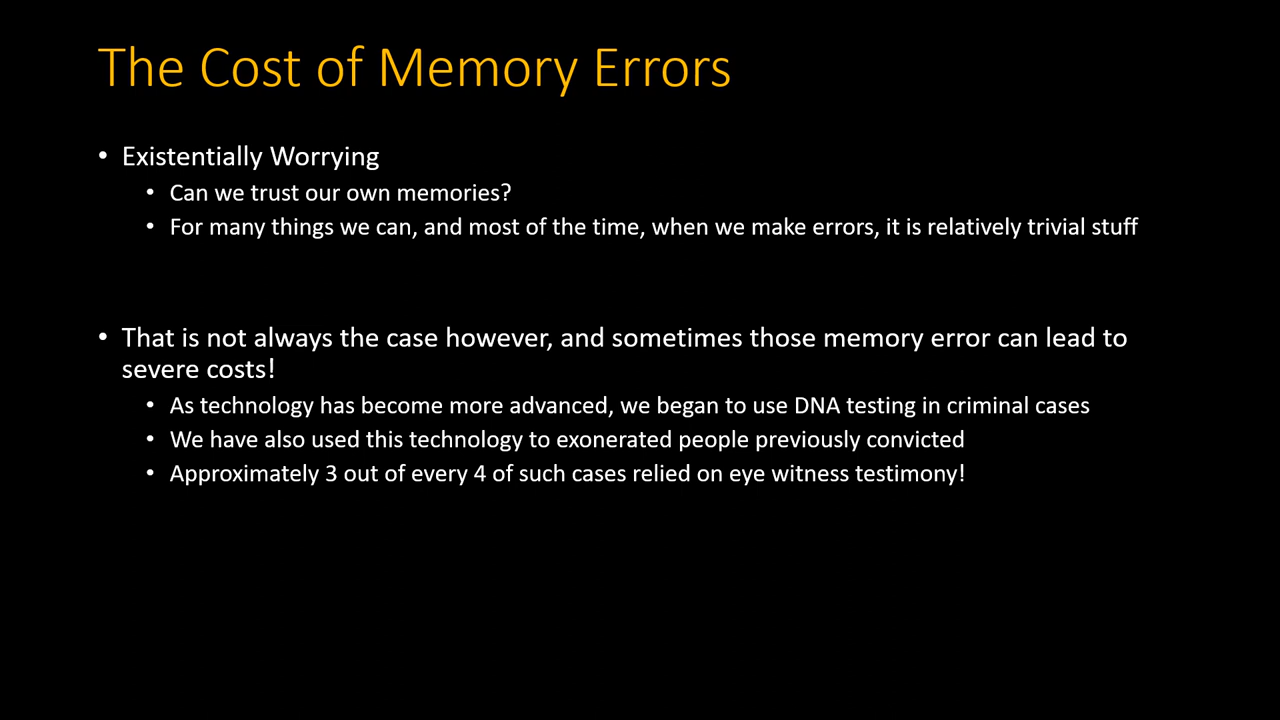 The Cost of Memory Errors
• Existentially Worrying
• Can we trust our own memories?
• For many things we can, and most of the time, when we make errors, it is relatively trivial stuff
• That is not always the case however, and sometimes those memory error can lead to
severe costs!
• As technology has become more advanced, we began to use DNA testing in criminal cases
• We have also used this technology to exonerated people previously convicted
• Approximately 3 out of every 4 of such cases relied on eye witness testimony!